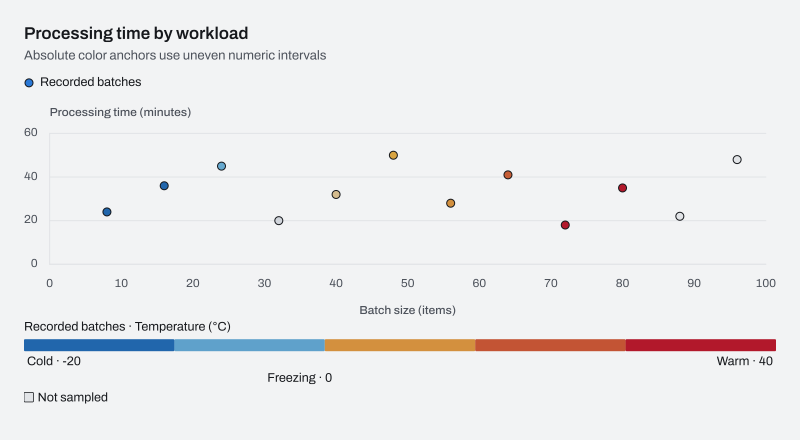 Processing time by workload
Absolute color anchors use uneven numeric intervals
Recorded batches
Processing time (minutes)
60
40
20
0
0 10 20 30 40 50 60 70 80 90 100
Batch size (items)
Recorded batches · Temperature (°C)
Cold · -20 Warm · 40
Freezing · 0
Not sampled